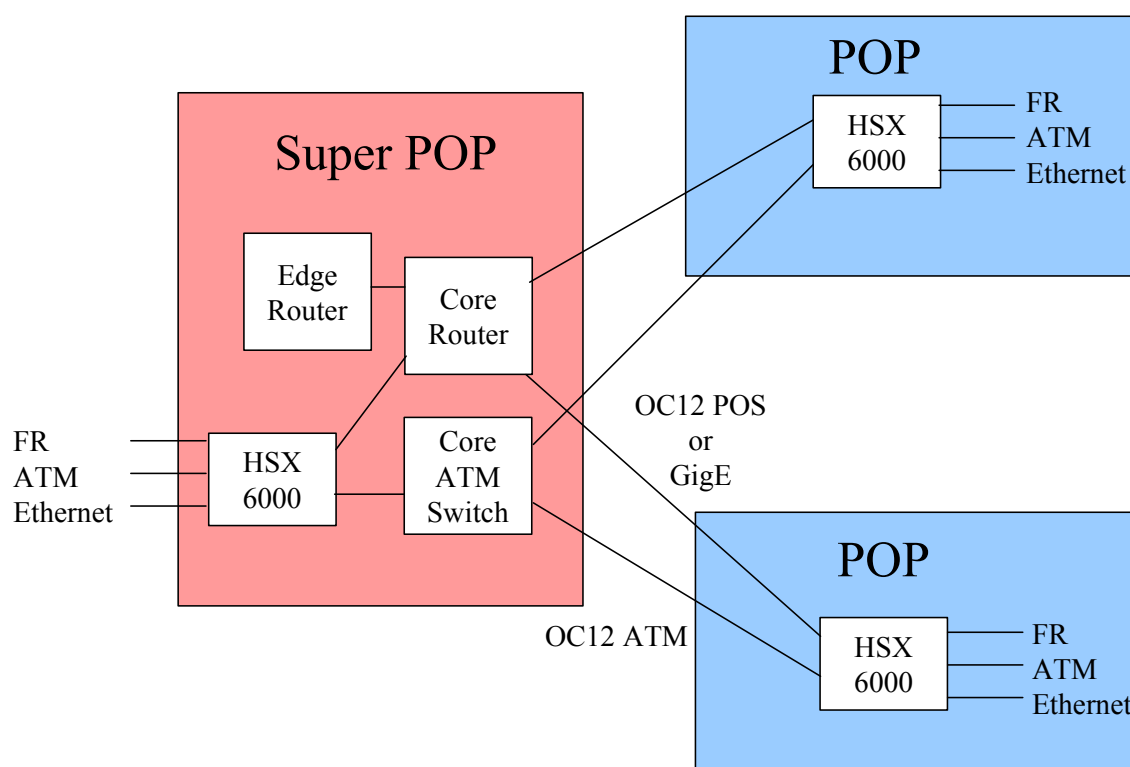 POP
HSX
6000
FR
ATM
Ethernet
Super POP
Edge
Router
Core
Router
OC12 POS
or
GigE
FR
ATM
Ethernet
HSX
6000
Core
ATM
Switch
OC12 ATM
POP
HSX
6000
FR
ATM
Ethernet